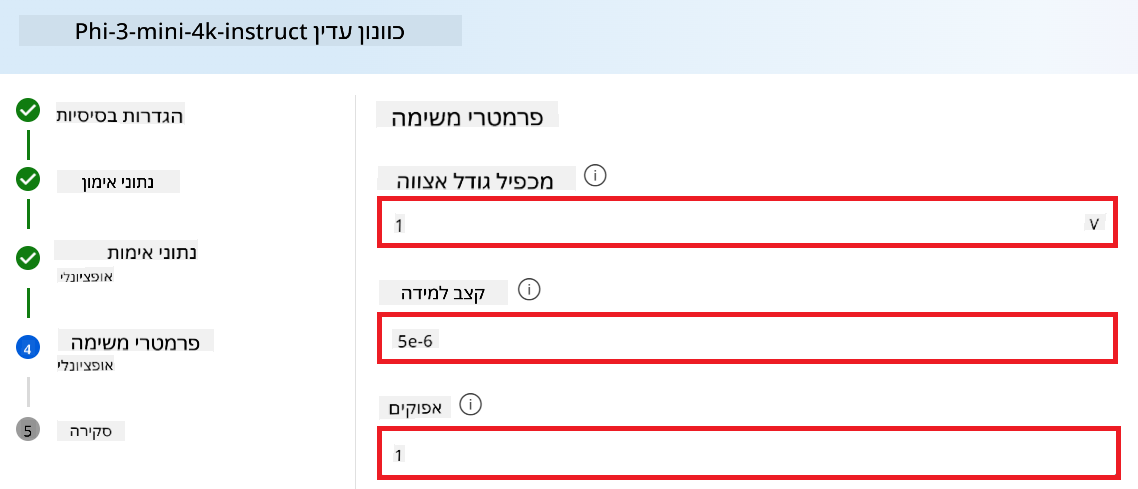 כוונון עדין Phi-3-mini-4k-instruct
הגדרות בסיסיות
נתוני אימון
נתוני אימות
אופציונלי
4
פרמטרי משימה
אופציונלי
5
סקירה
פרמטרי משימה
מכפיל גודל אצווה
1
קצב למידה
5e-6
אפוקים
1